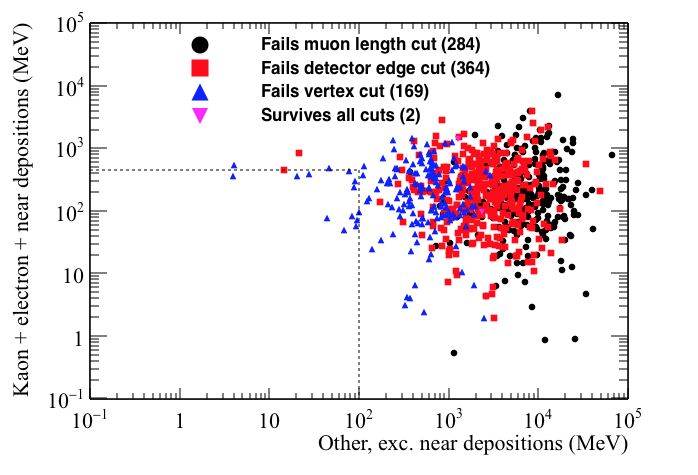 Kaon + electron + near depositions (MeV)
10⁵
10⁴
10³
10²
10
1
10⁻¹
Fails muon length cut (284)
Fails detector edge cut (364)
Fails vertex cut (169)
Survives all cuts (2)
10⁻¹ 1 10 10² 10³ 10⁴ 10⁵
Other, exc. near depositions (MeV)